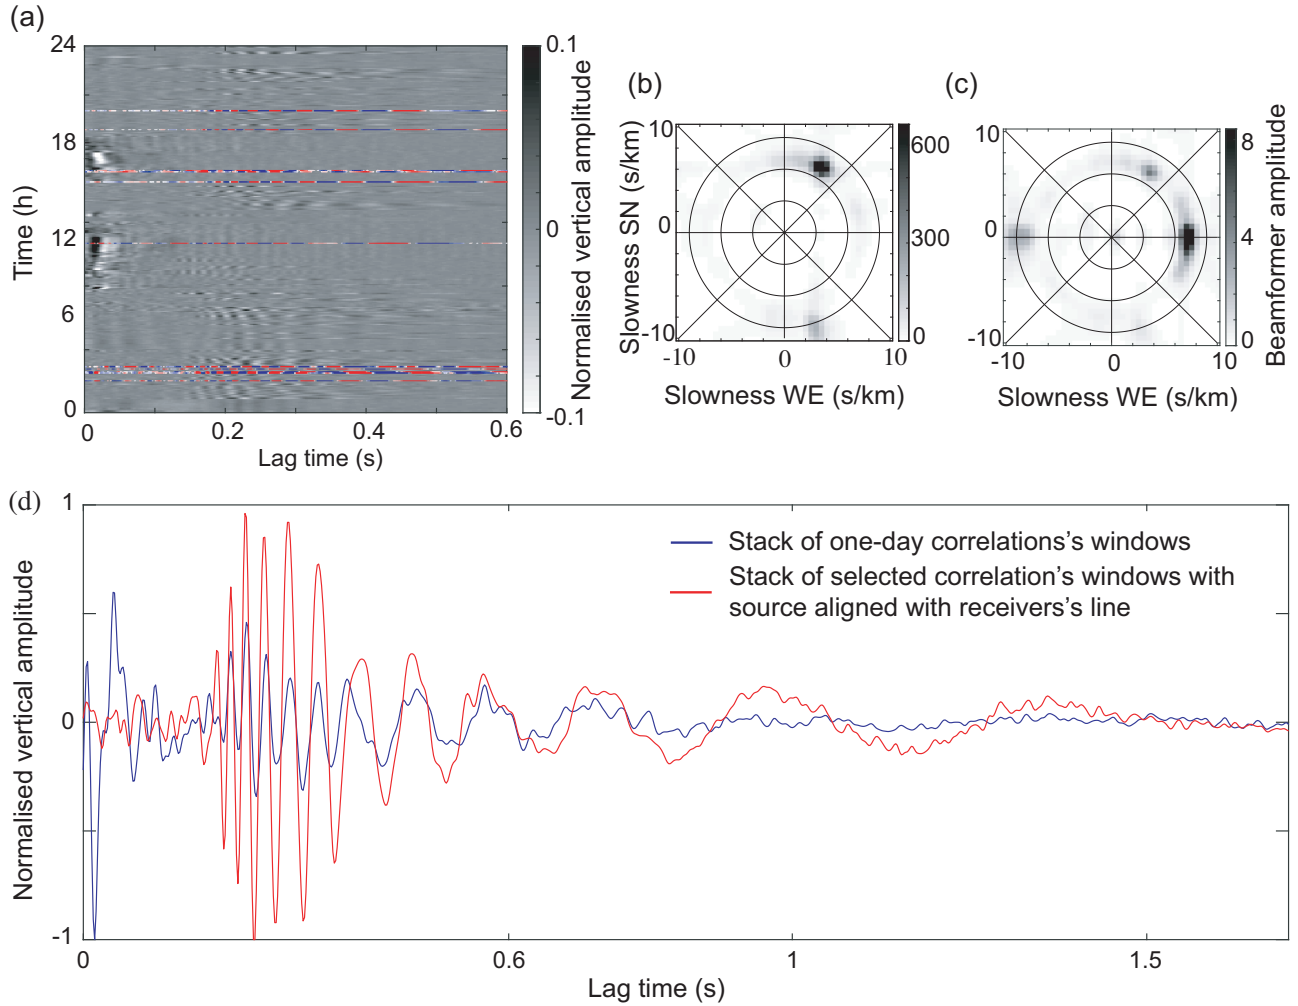 (a)
24
18
12
6
0
Time (h)
0
0.2
0.4
0.6
Lag time (s)
0.1
0
-0.1
Normalised vertical amplitude
(b)
10
0
-10
Slowness SN (s/km)
-10
0
10
Slowness WE (s/km)
600
300
0
(c)
10
0
-10
-10
0
10
Slowness WE (s/km)
8
4
0
Beamformer amplitude
(d)
1
0
-1
Normalised vertical amplitude
Stack of one-day correlations's windows
Stack of selected correlation's windows with
source aligned with receivers's line
0
0.6
1
1.5
Lag time (s)